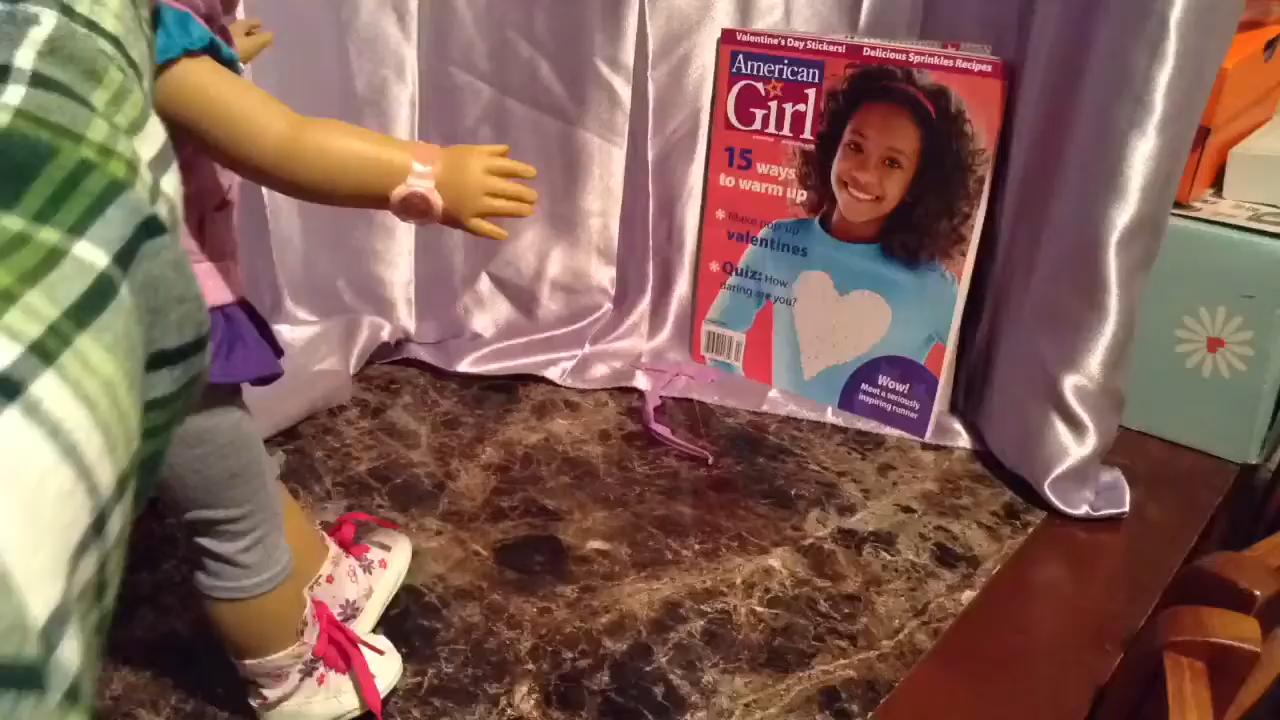 Valentine's Day Stickers! Delicious Sprinkles Recipes
American
Girl
15 ways
to warm up
* Make pop-up
valentines
* Quiz: How
daring are you?
Wow!
Meet a seriously
inspiring runner